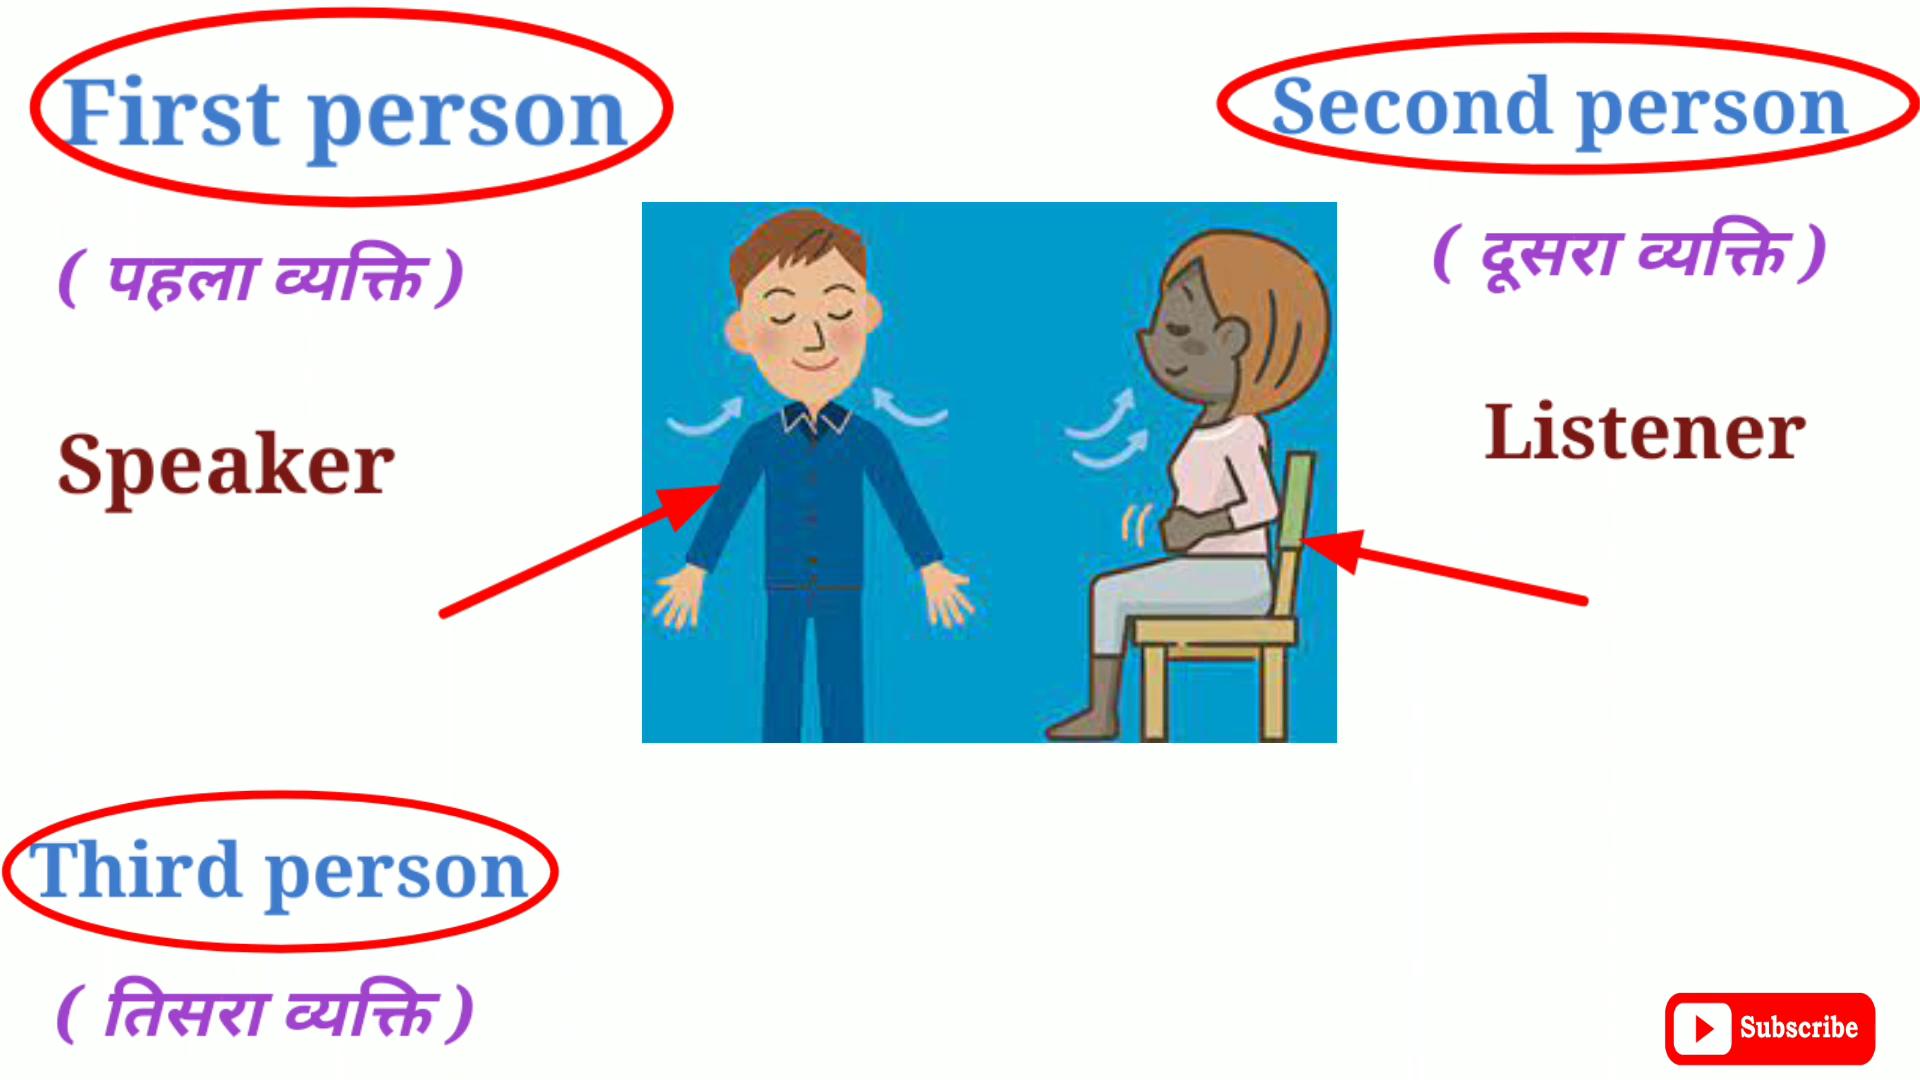 First person
Second person
( पहला व्यक्ति )
( दूसरा व्यक्ति )
Speaker
Listener
Third person
( तिसरा व्यक्ति )
Subscribe